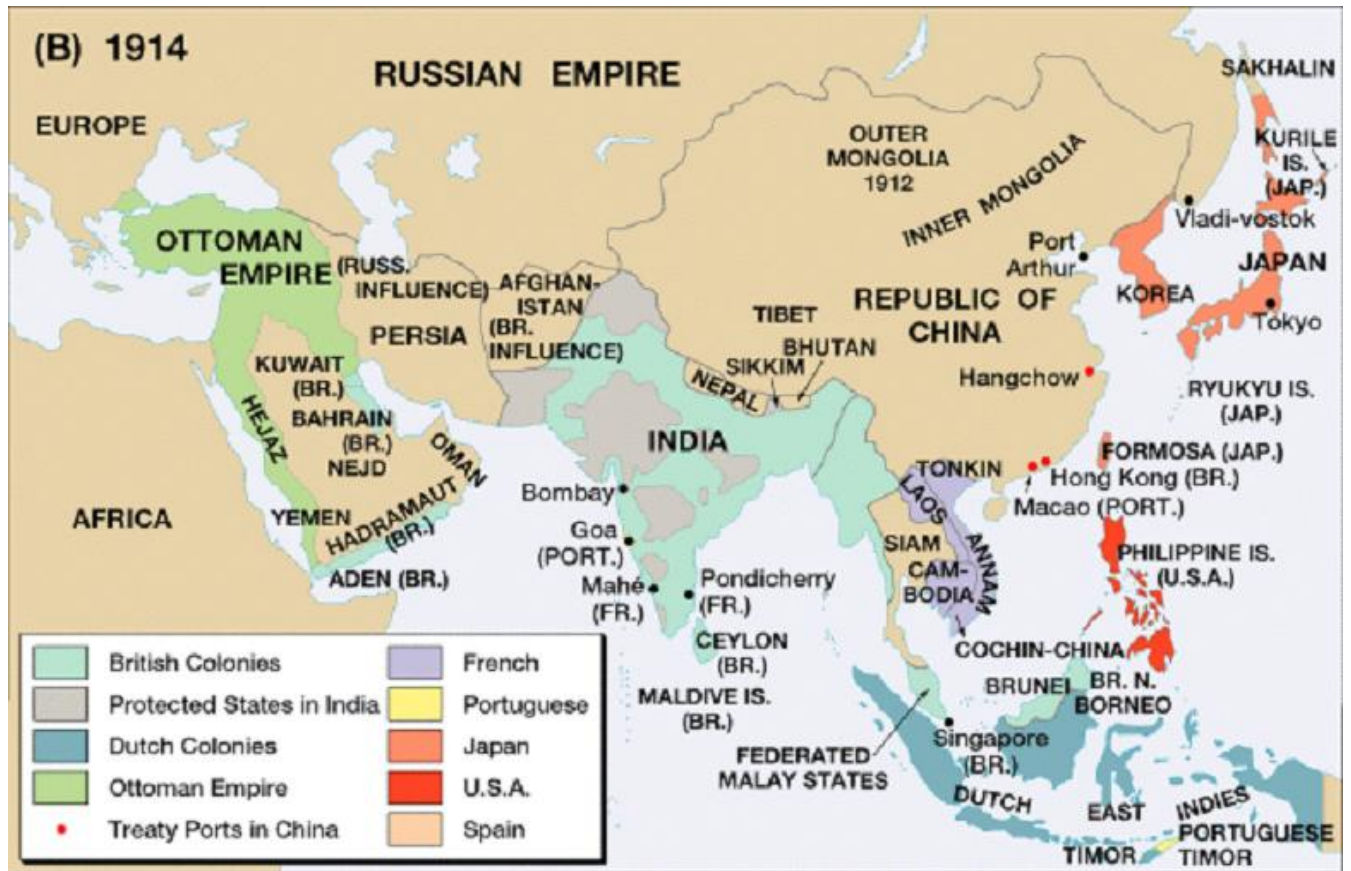 (B) 1914
RUSSIAN EMPIRE
EUROPE
SAKHALIN
KURILE
IS.
(JAP.)
OUTER
MONGOLIA
1912
INNER MONGOLIA
Vladi-vostok
Port
Arthur
JAPAN
KOREA
Tokyo
OTTOMAN
EMPIRE
(RUSS.
INFLUENCE)
PERSIA
AFGHAN-
ISTAN
(BR.
INFLUENCE)
TIBET
REPUBLIC OF
CHINA
BHUTAN
SIKKIM
NEPAL
Hangchow
RYUKYU IS.
(JAP.)
KUWAIT
(BR.)
BAHRAIN
(BR.)
NEJD
HEJAZ
OMAN
YEMEN
HADRAMAUT
(BR.)
ADEN (BR.)
AFRICA
INDIA
Bombay
Goa
(PORT.)
Mahé
(FR.)
Pondicherry
(FR.)
CEYLON
(BR.)
MALDIVE IS.
(BR.)
TONKIN
LAOS
ANNAM
SIAM
CAM-
BODIA
COCHIN-CHINA
FORMOSA (JAP.)
Hong Kong (BR.)
Macao (PORT.)
PHILIPPINE IS.
(U.S.A.)
BRUNEI
BR. N.
BORNEO
Singapore
(BR.)
FEDERATED
MALAY STATES
DUTCH
EAST
INDIES
PORTUGUESE
TIMOR
TIMOR
British Colonies
Protected States in India
Dutch Colonies
Ottoman Empire
Treaty Ports in China
French
Portuguese
Japan
U.S.A.
Spain